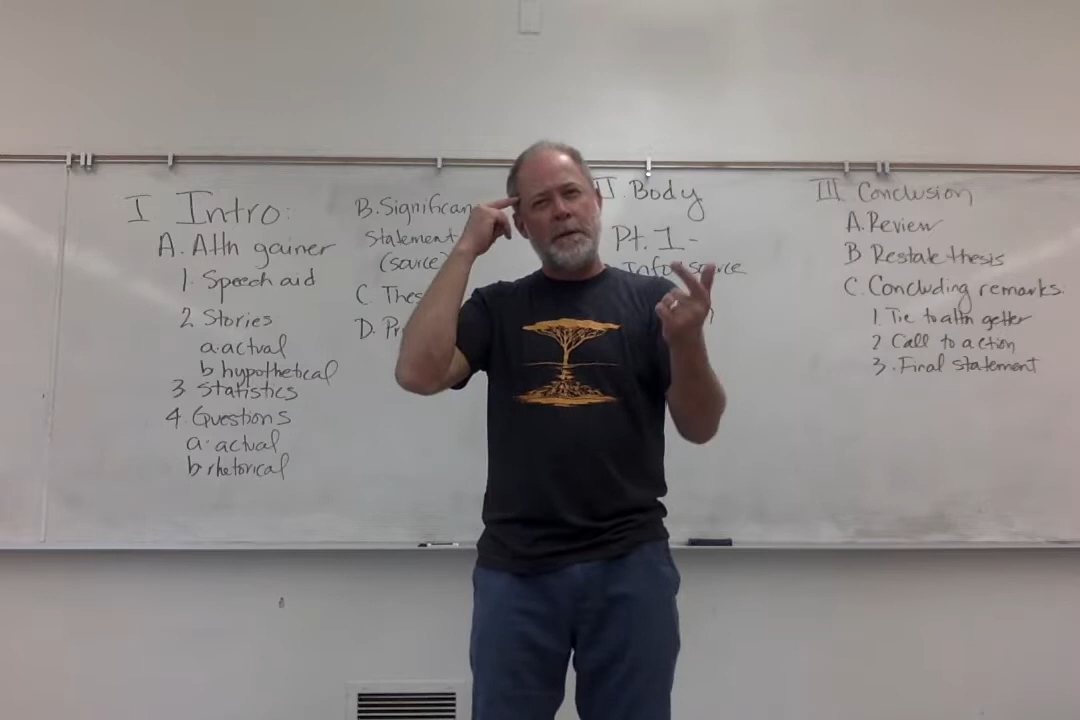 I Intro:
A. Attn gainer
1. Speech aid
2 Stories
a. actual
b hypothetical
3 Statistics
4. Questions
a. actual
b rhetorical
B. Significan
Statement
(source)
C. Thes
D. Pr
II. Body
Pt. 1-
Info/source
III Conclusion
A. Review
B Restate thesis
C. Concluding remarks.
1. Tie to attn getter
2 Call to action
3. Final statement